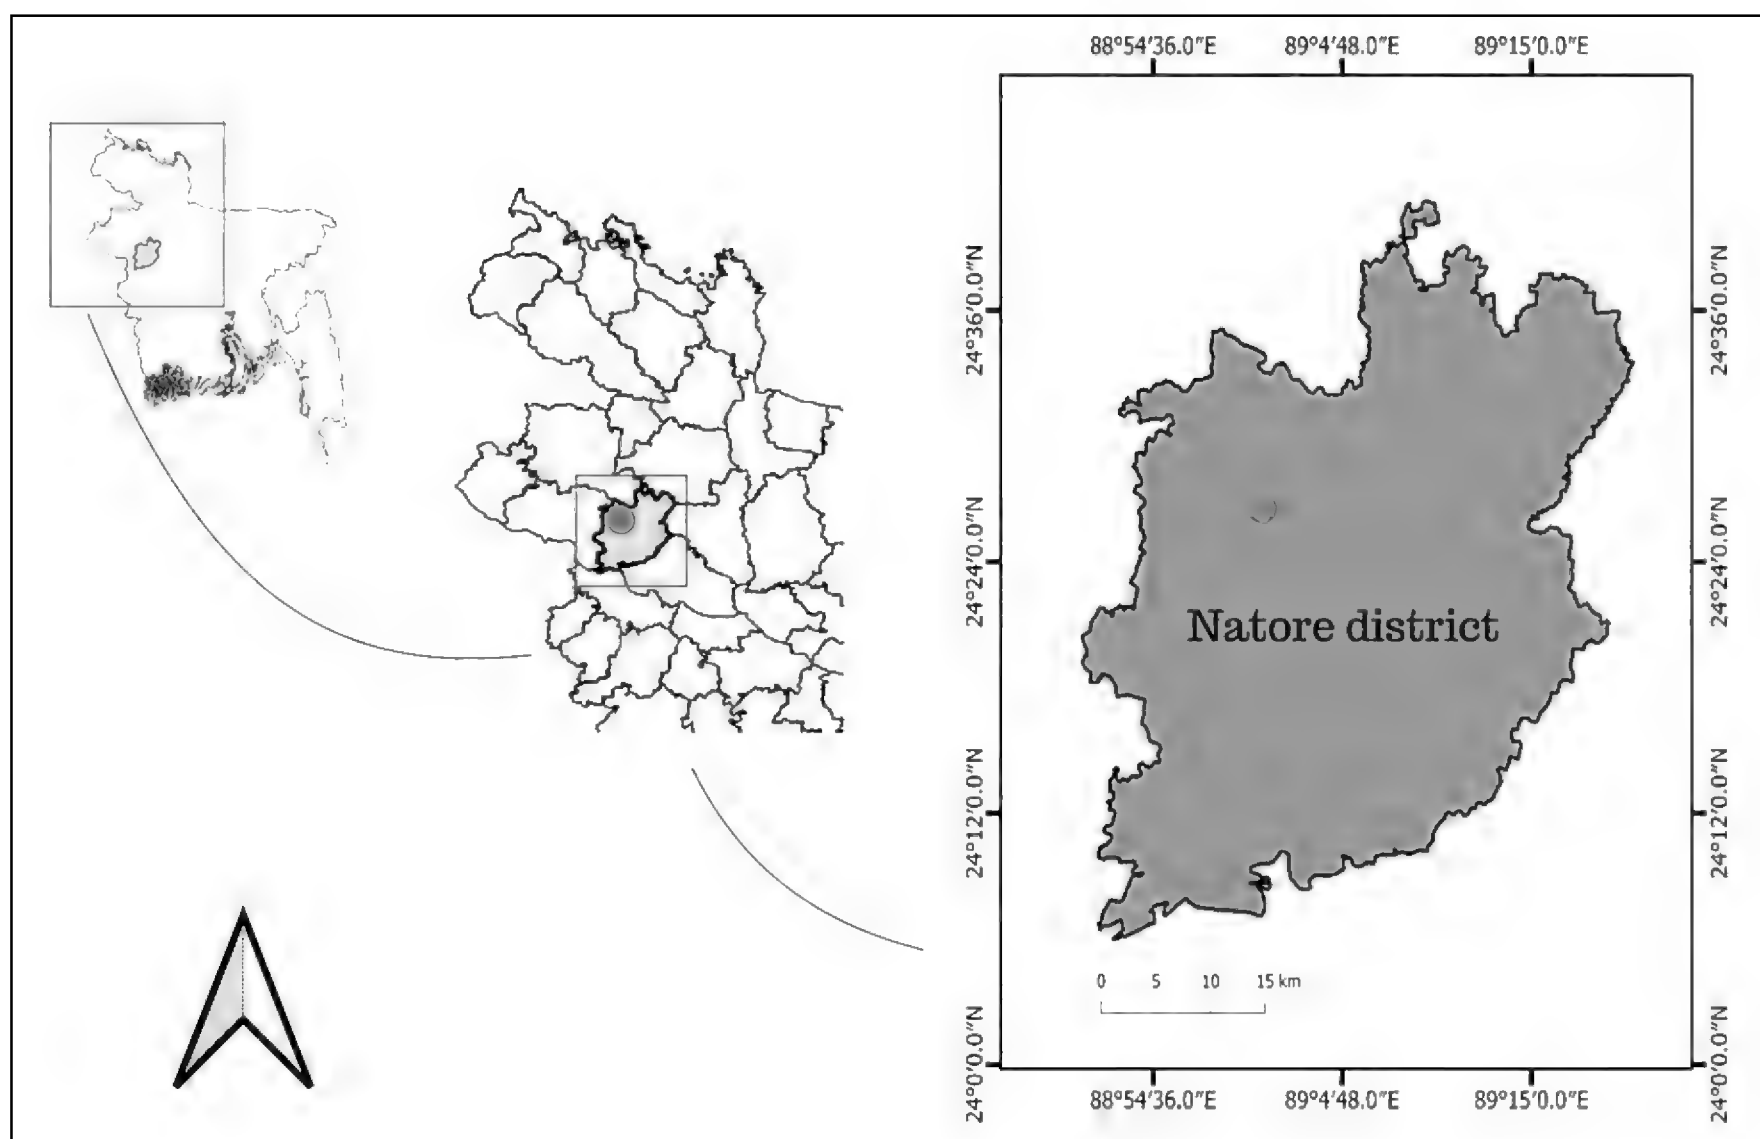 88°54′36.0″E 89°4′48.0″E 89°15′0.0″E
24°36′0.0″N
24°36′0.0″N
24°24′0.0″N
24°24′0.0″N
Natore district
24°12′0.0″N
24°12′0.0″N
0 5 10 15 km
24°0′0.0″N
24°0′0.0″N
88°54′36.0″E 89°4′48.0″E 89°15′0.0″E